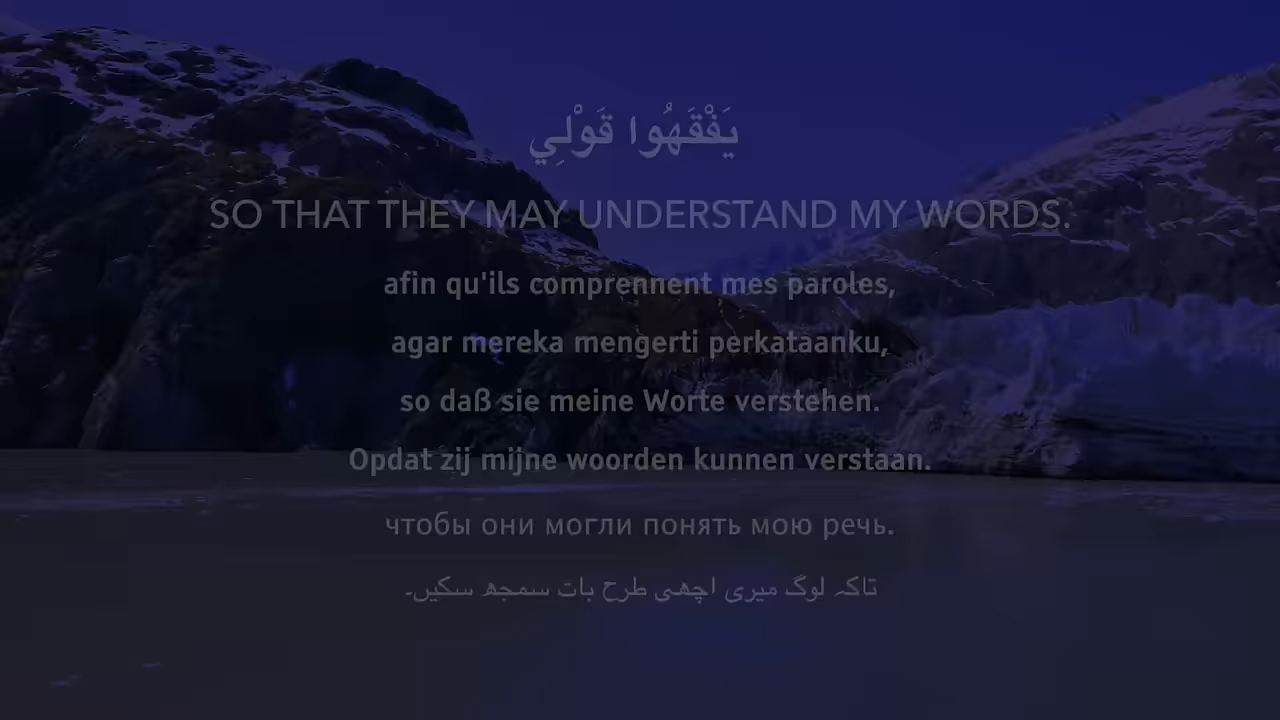 يَفْقَهُوا قَوْلِي
SO THAT THEY MAY UNDERSTAND MY WORDS.
afin qu'ils comprennent mes paroles,
agar mereka mengerti perkataanku,
so daß sie meine Worte verstehen.
Opdat zij mijne woorden kunnen verstaan.
чтобы они могли понять мою речь.
تاکہ لوگ میری اچھی طرح بات سمجھ سکیں۔